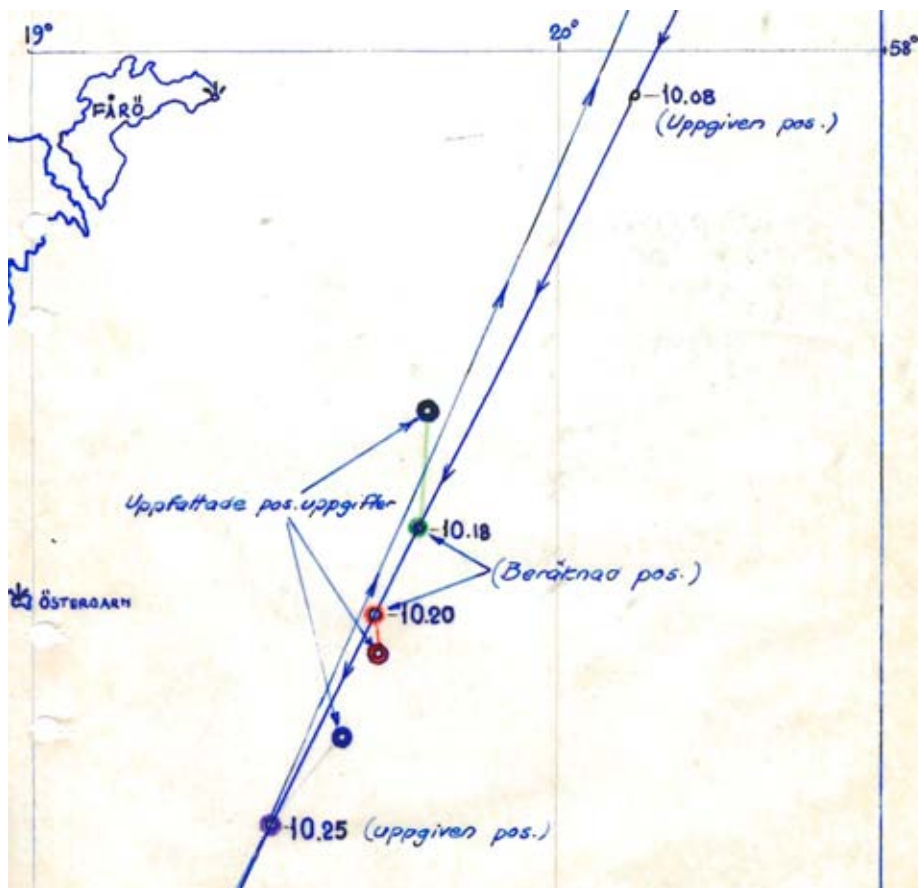 19° 20°
58°
FÅRÖ
-10.08
(Uppgiven pos.)
Uppfattade pos.uppgifter
-10.18
(Beräknad pos.)
ÖSTERGARN
-10.20
-10.25 (uppgiven pos.)